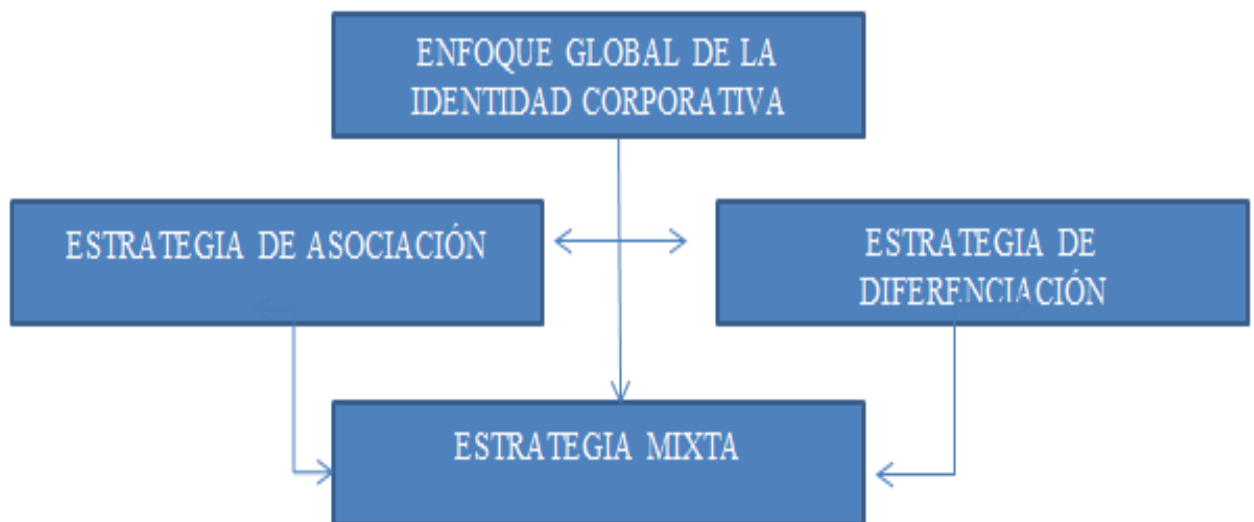 ENFOQUE GLOBAL DE LA
IDENTIDAD CORPORATIVA
ESTRATEGIA DE ASOCIACIÓN
ESTRATEGIA DE
DIFERENCIACIÓN
ESTRATEGIA MIXTA